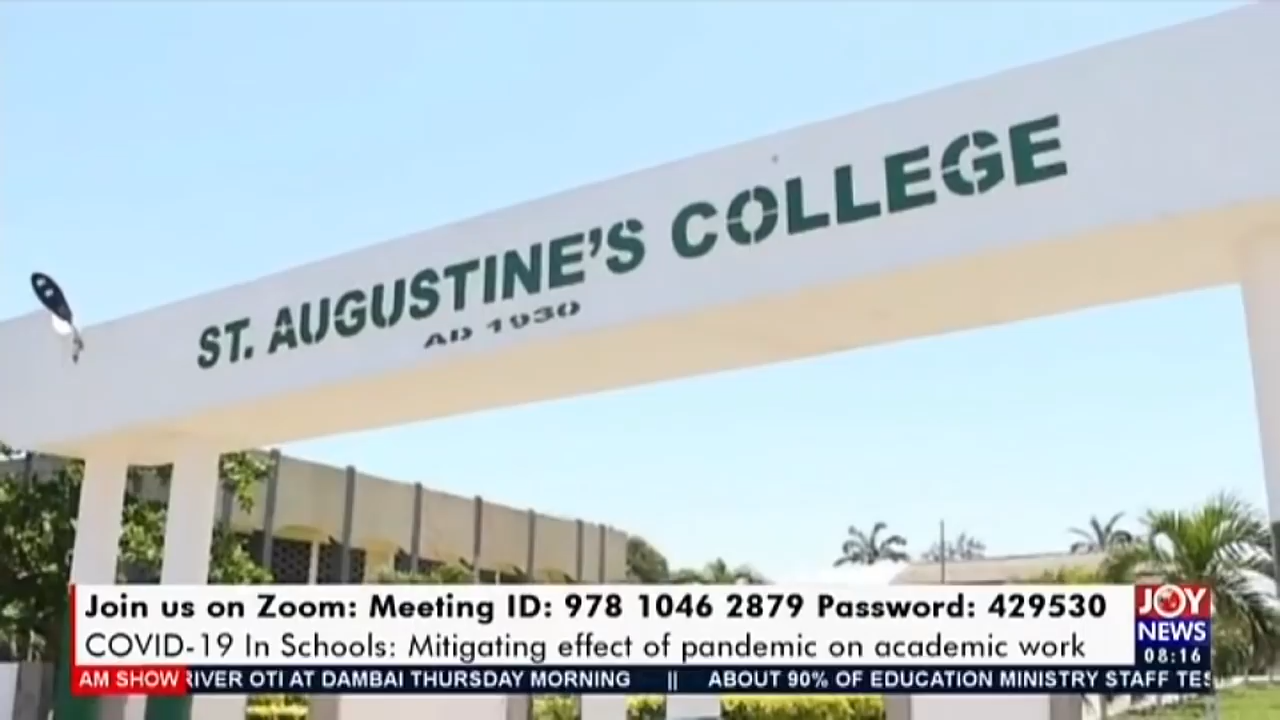 ST. AUGUSTINE'S COLLEGE
AD 1930
Join us on Zoom: Meeting ID: 978 1046 2879 Password: 429530
COVID-19 In Schools: Mitigating effect of pandemic on academic work
JOY
NEWS
08:16
AM SHOW RIVER OTI AT DAMBAI THURSDAY MORNING || ABOUT 90% OF EDUCATION MINISTRY STAFF TES